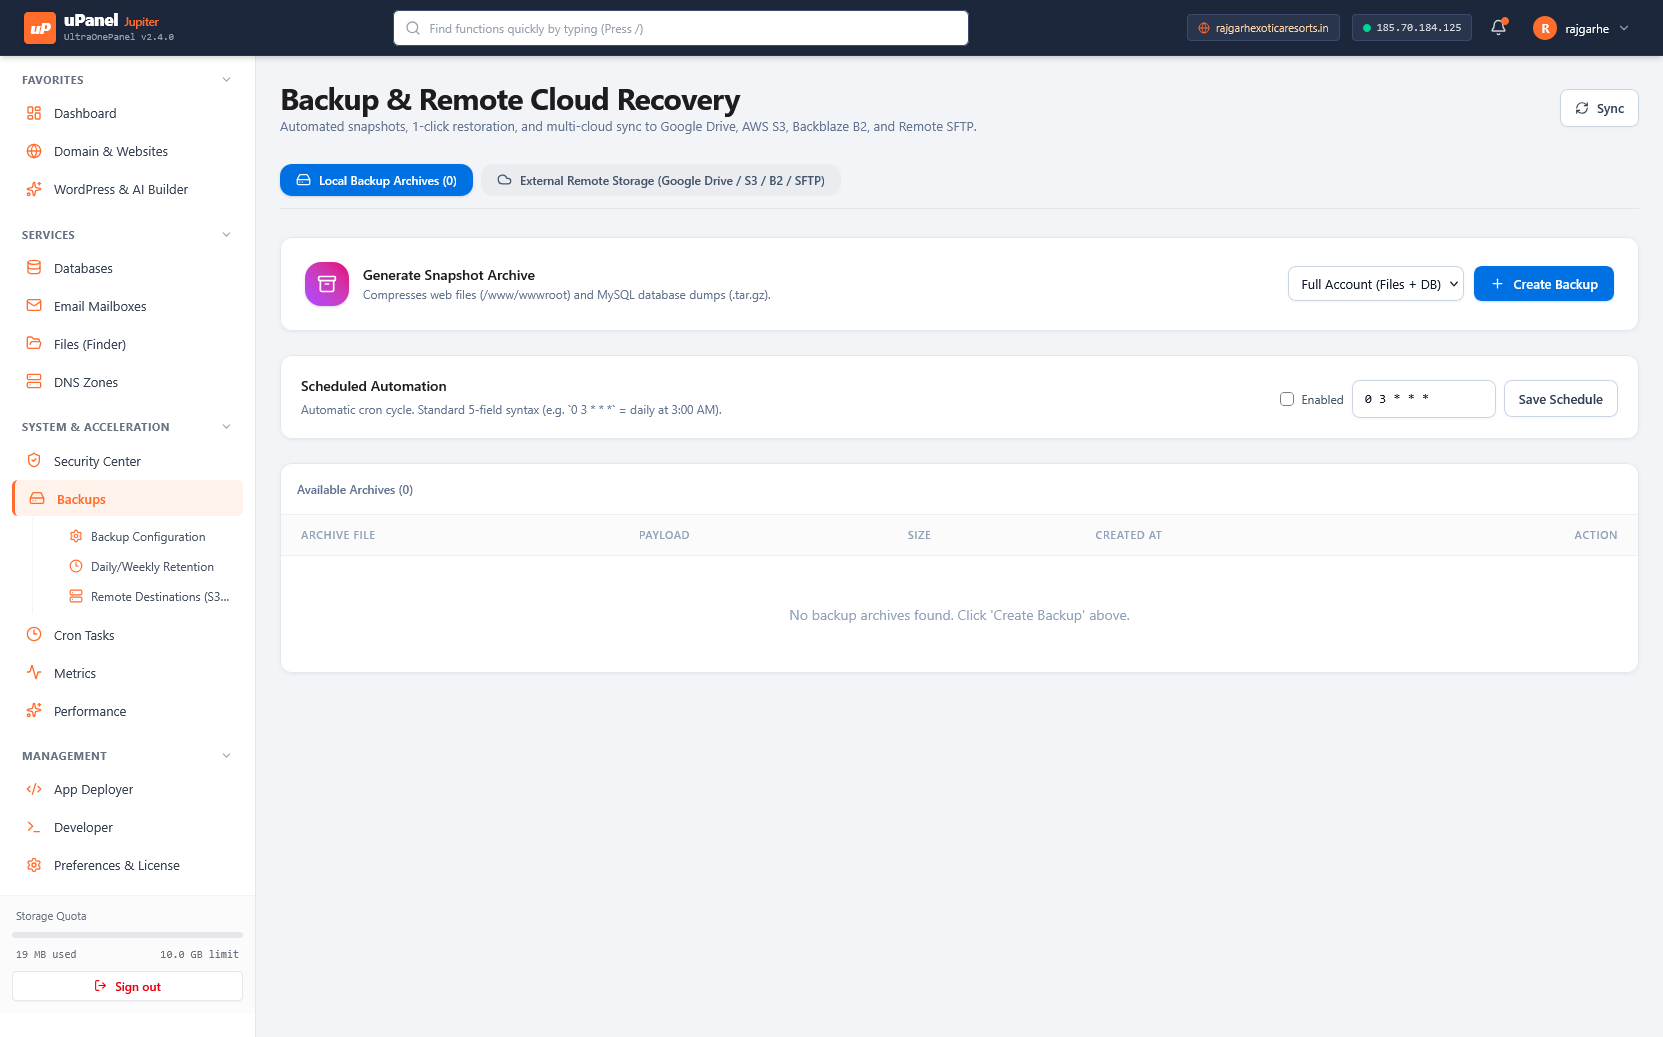 uP
uPanel Jupiter
UltraOnePanel v2.4.0
Find functions quickly by typing (Press /)
rajgarhexoticaresorts.in
185.70.184.125
R
rajgarhe
FAVORITES
Dashboard
Domain & Websites
WordPress & AI Builder
SERVICES
Databases
Email Mailboxes
Files (Finder)
DNS Zones
SYSTEM & ACCELERATION
Security Center
Backups
Backup Configuration
Daily/Weekly Retention
Remote Destinations (S3...
Cron Tasks
Metrics
Performance
MANAGEMENT
App Deployer
Developer
Preferences & License
Storage Quota
19 MB used 10.0 GB limit
Sign out
Backup & Remote Cloud Recovery
Automated snapshots, 1-click restoration, and multi-cloud sync to Google Drive, AWS S3, Backblaze B2, and Remote SFTP.
Sync
Local Backup Archives (0)
External Remote Storage (Google Drive / S3 / B2 / SFTP)
Generate Snapshot Archive
Compresses web files (/www/wwwroot) and MySQL database dumps (.tar.gz).
Full Account (Files + DB)
Create Backup
Scheduled Automation
Automatic cron cycle. Standard 5-field syntax (e.g. `0 3 * * *` = daily at 3:00 AM).
Enabled
0 3 * * *
Save Schedule
Available Archives (0)
ARCHIVE FILE PAYLOAD SIZE CREATED AT ACTION
No backup archives found. Click 'Create Backup' above.